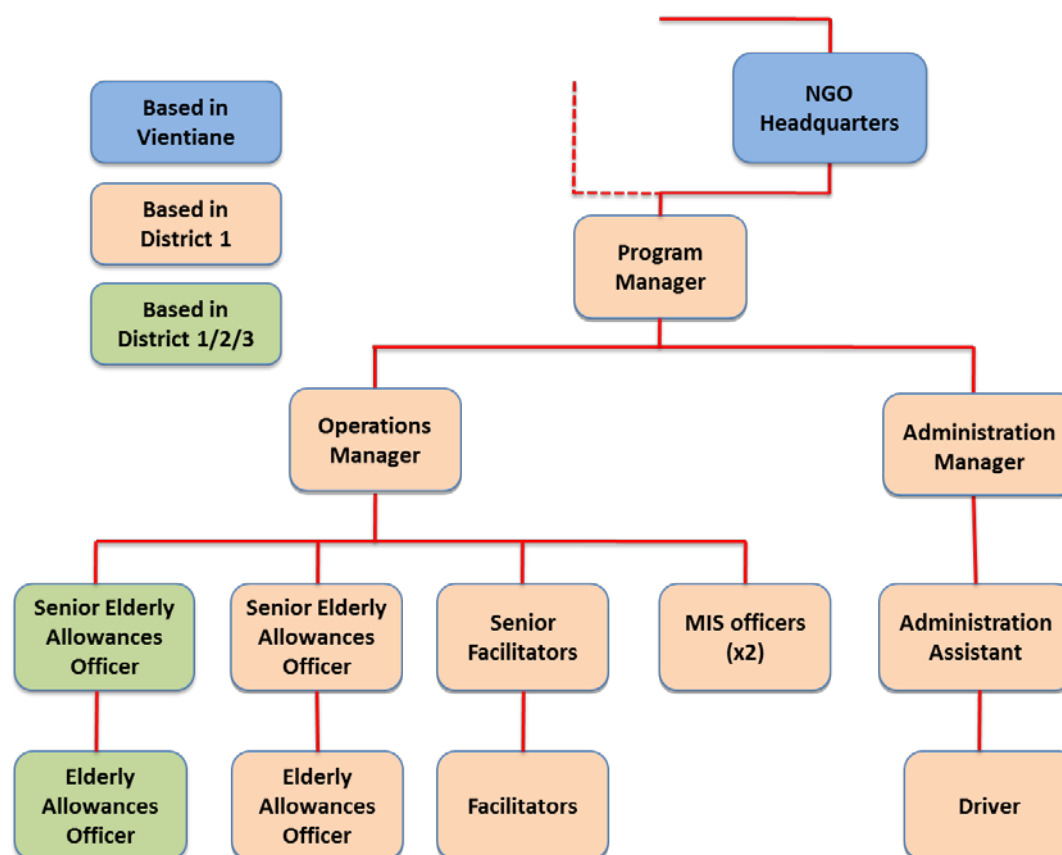 NGO
Headquarters
Based in
Vientiane
Based in
District 1
Program
Manager
Based in
District 1/2/3
Operations
Manager
Administration
Manager
Senior Elderly
Allowances
Officer
Senior Elderly
Allowances
Officer
Senior
Facilitators
MIS officers
(x2)
Administration
Assistant
Elderly
Allowances
Officer
Elderly
Allowances
Officer
Facilitators
Driver